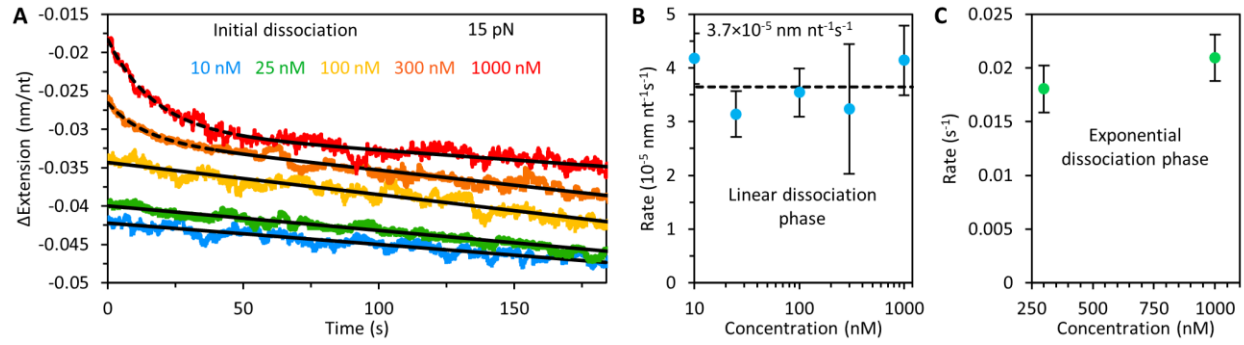 A
Initial dissociation 15 pN
10 nM 25 nM 100 nM 300 nM 1000 nM
ΔExtension (nm/nt)
-0.015
-0.02
-0.025
-0.03
-0.035
-0.04
-0.045
-0.05
0 50 100 150
Time (s)
B
3.7×10⁻⁵ nm nt⁻¹s⁻¹
Rate (10⁻⁵ nm nt⁻¹s⁻¹)
5
4
3
2
1
0
Linear dissociation
phase
10 100 1000
Concentration (nM)
C
Rate (s⁻¹)
0.025
0.02
0.015
0.01
0.005
0
Exponential
dissociation phase
250 500 750 1000
Concentration (nM)